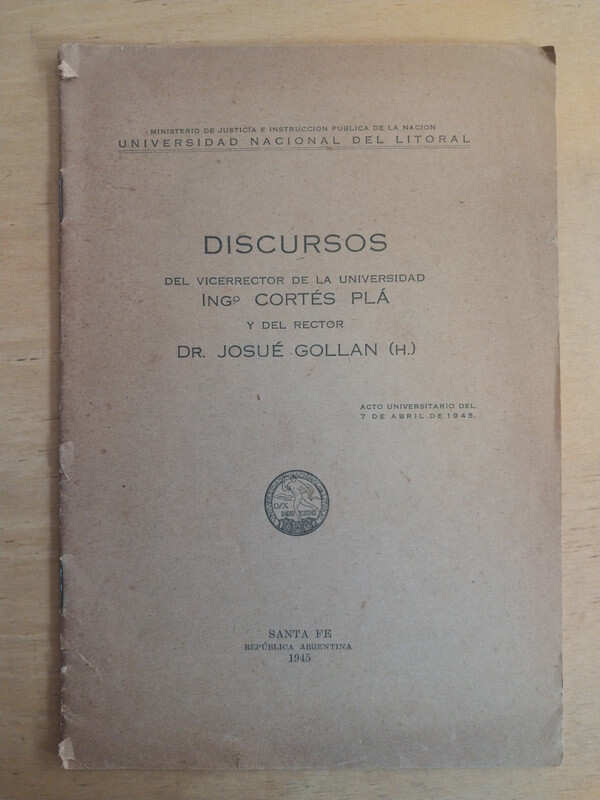 MINISTERIO DE JUSTICIA E INSTRUCCION PUBLICA DE LA NACION
UNIVERSIDAD NACIONAL DEL LITORAL
DISCURSOS
DEL VICERRECTOR DE LA UNIVERSIDAD
INGº CORTÉS PLÁ
Y DEL RECTOR
DR. JOSUÉ GOLLAN (H.)
ACTO UNIVERSITARIO DEL
7 DE ABRIL DE 1945.
SANTA FE
REPÚBLICA ARGENTINA
1945